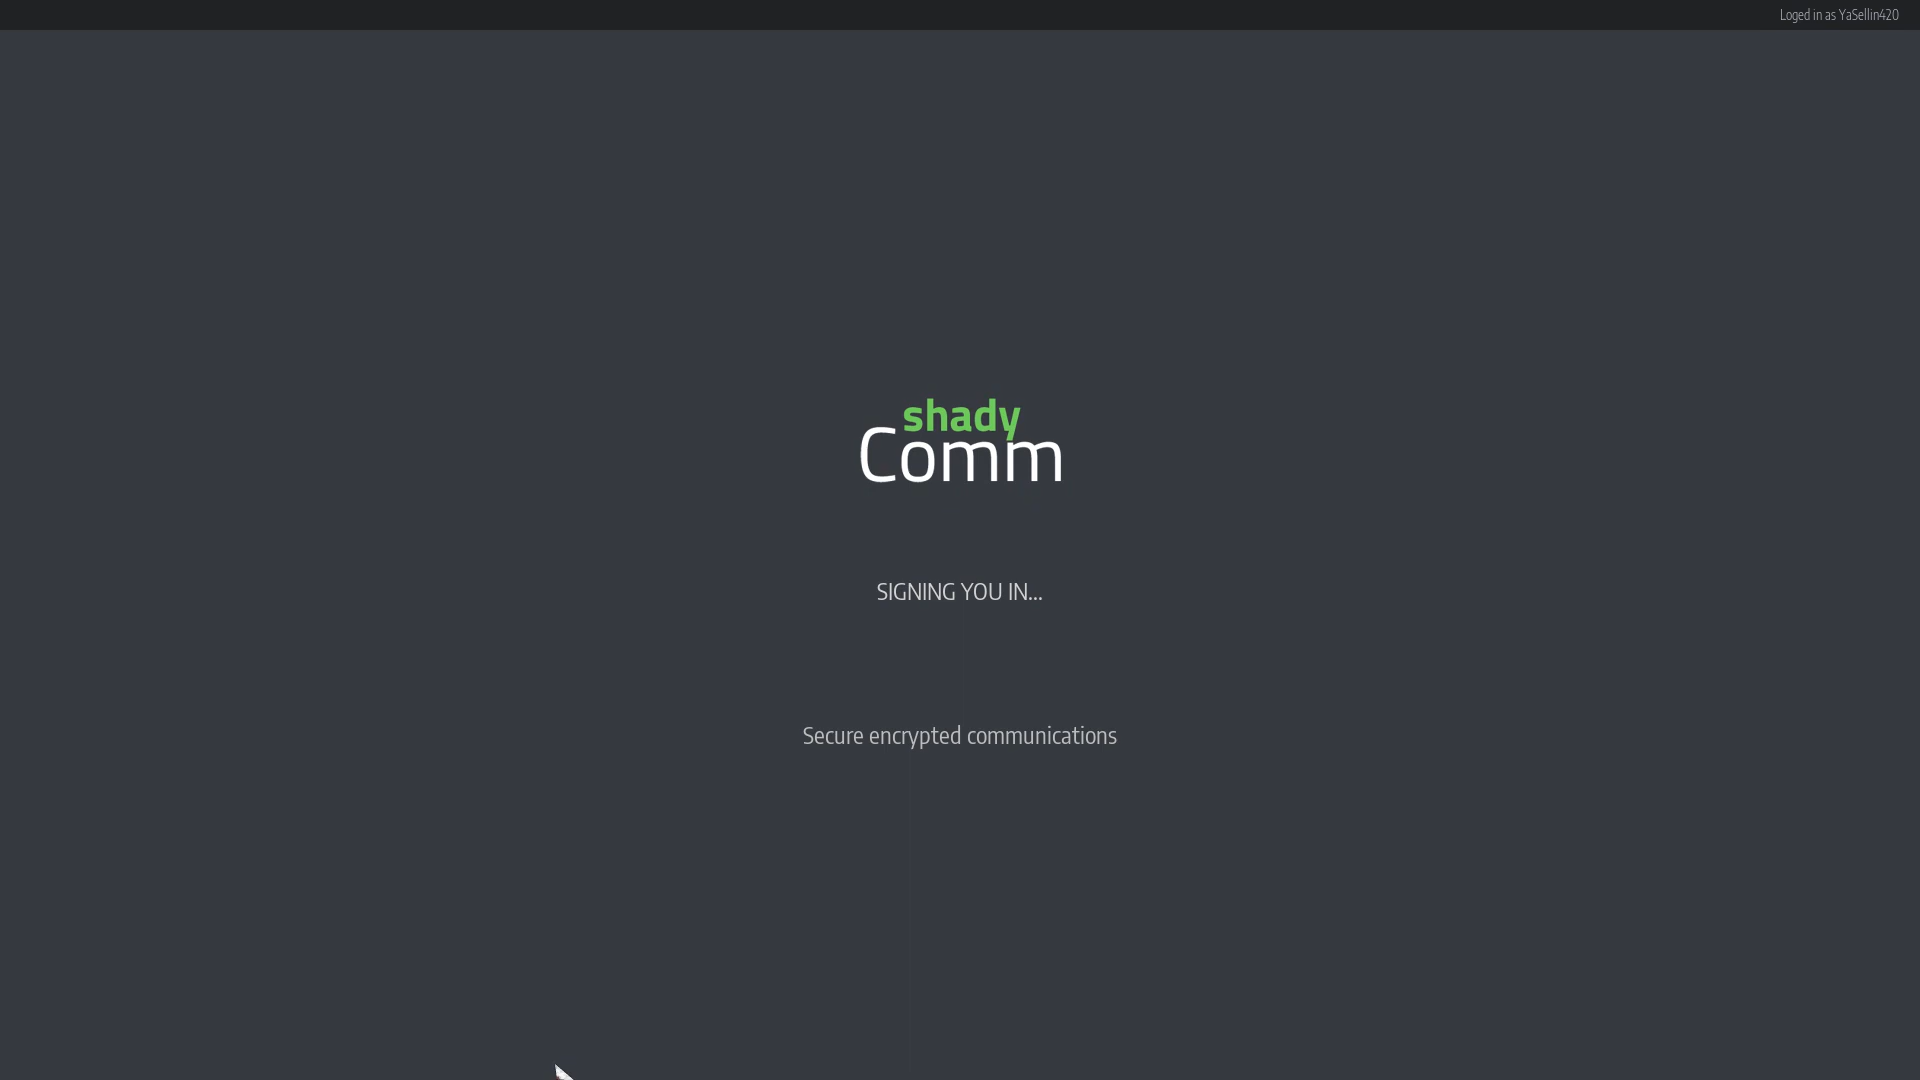 Loged in as YaSellin420
shady
Comm
SIGNING YOU IN...
Secure encrypted communications